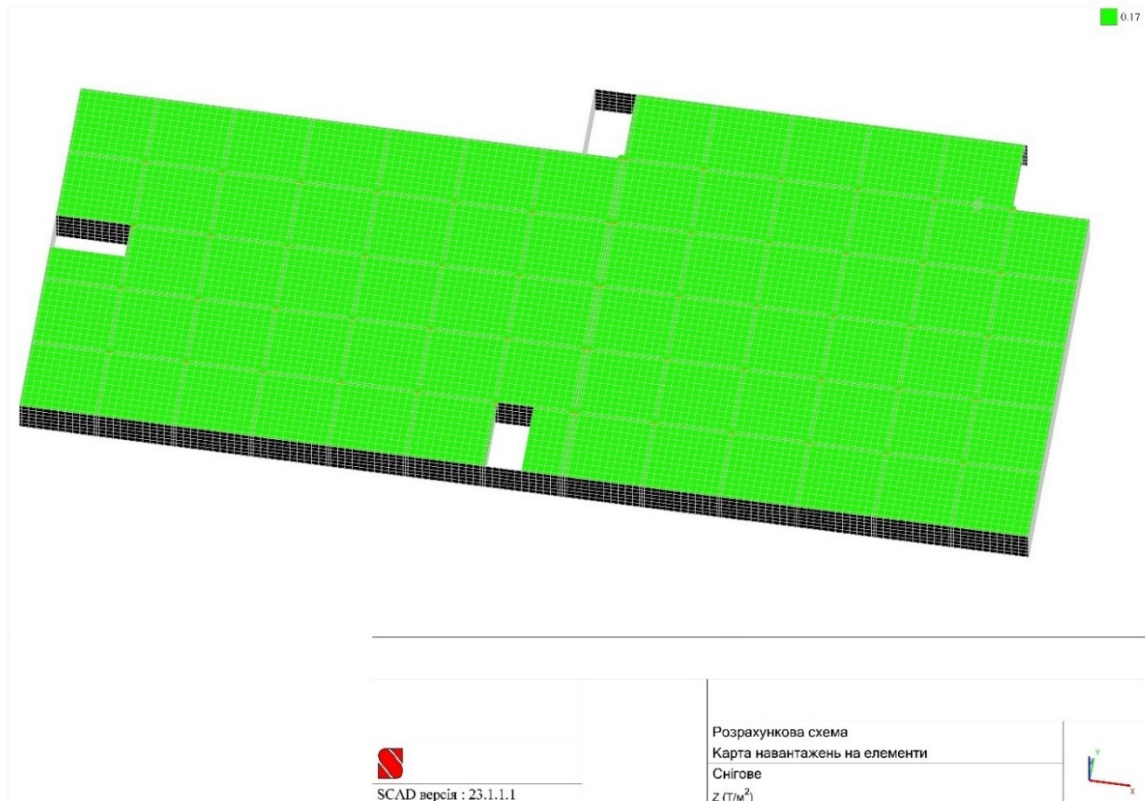 0.17
Розрахункова схема
Карта навантажень на елементи
Снігове
Z (Т/м²)
SCAD версія : 23.1.1.1
Y
X